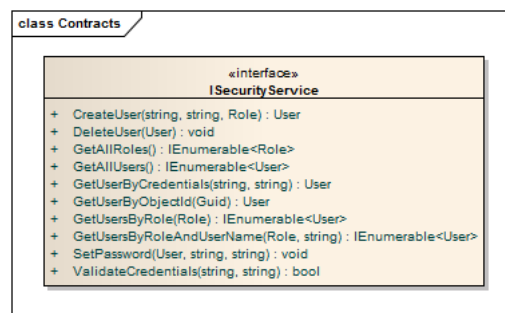 class Contracts
«interface»
ISecurityService
+ CreateUser(string, string, Role) : User
+ DeleteUser(User) : void
+ GetAllRoles() : IEnumerable<Role>
+ GetAllUsers() : IEnumerable<User>
+ GetUserByCredentials(string, string) : User
+ GetUserByObjectId(Guid) : User
+ GetUsersByRole(Role) : IEnumerable<User>
+ GetUsersByRoleAndUserName(Role, string) : IEnumerable<User>
+ SetPassword(User, string, string) : void
+ ValidateCredentials(string, string) : bool